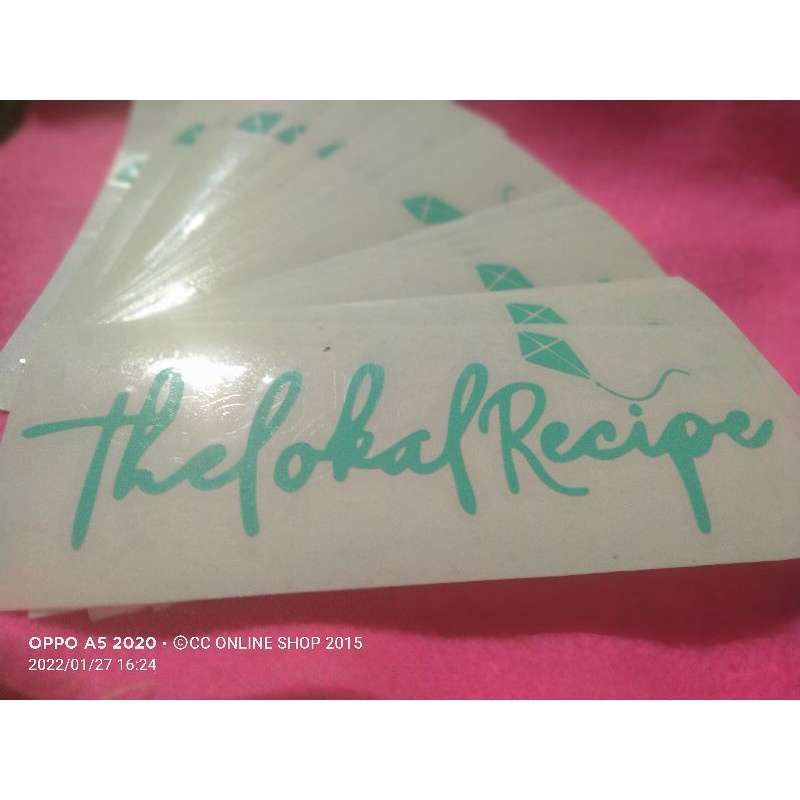 thelokalRecipe
OPPO A5 2020 · ©CC ONLINE SHOP 2015
2022/01/27 16:24